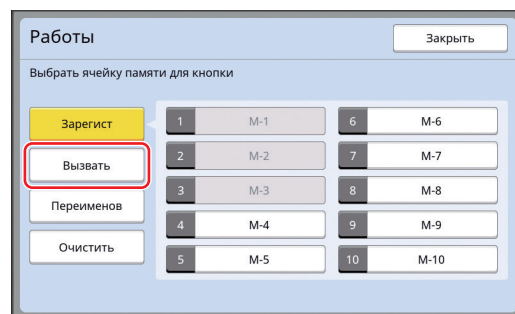 Работы
Закрыть
Выбрать ячейку памяти для кнопки
Зарегист
Вызвать
Переименов
Очистить
1 М-1
2 М-2
3 М-3
4 М-4
5 М-5
6 М-6
7 М-7
8 М-8
9 М-9
10 М-10